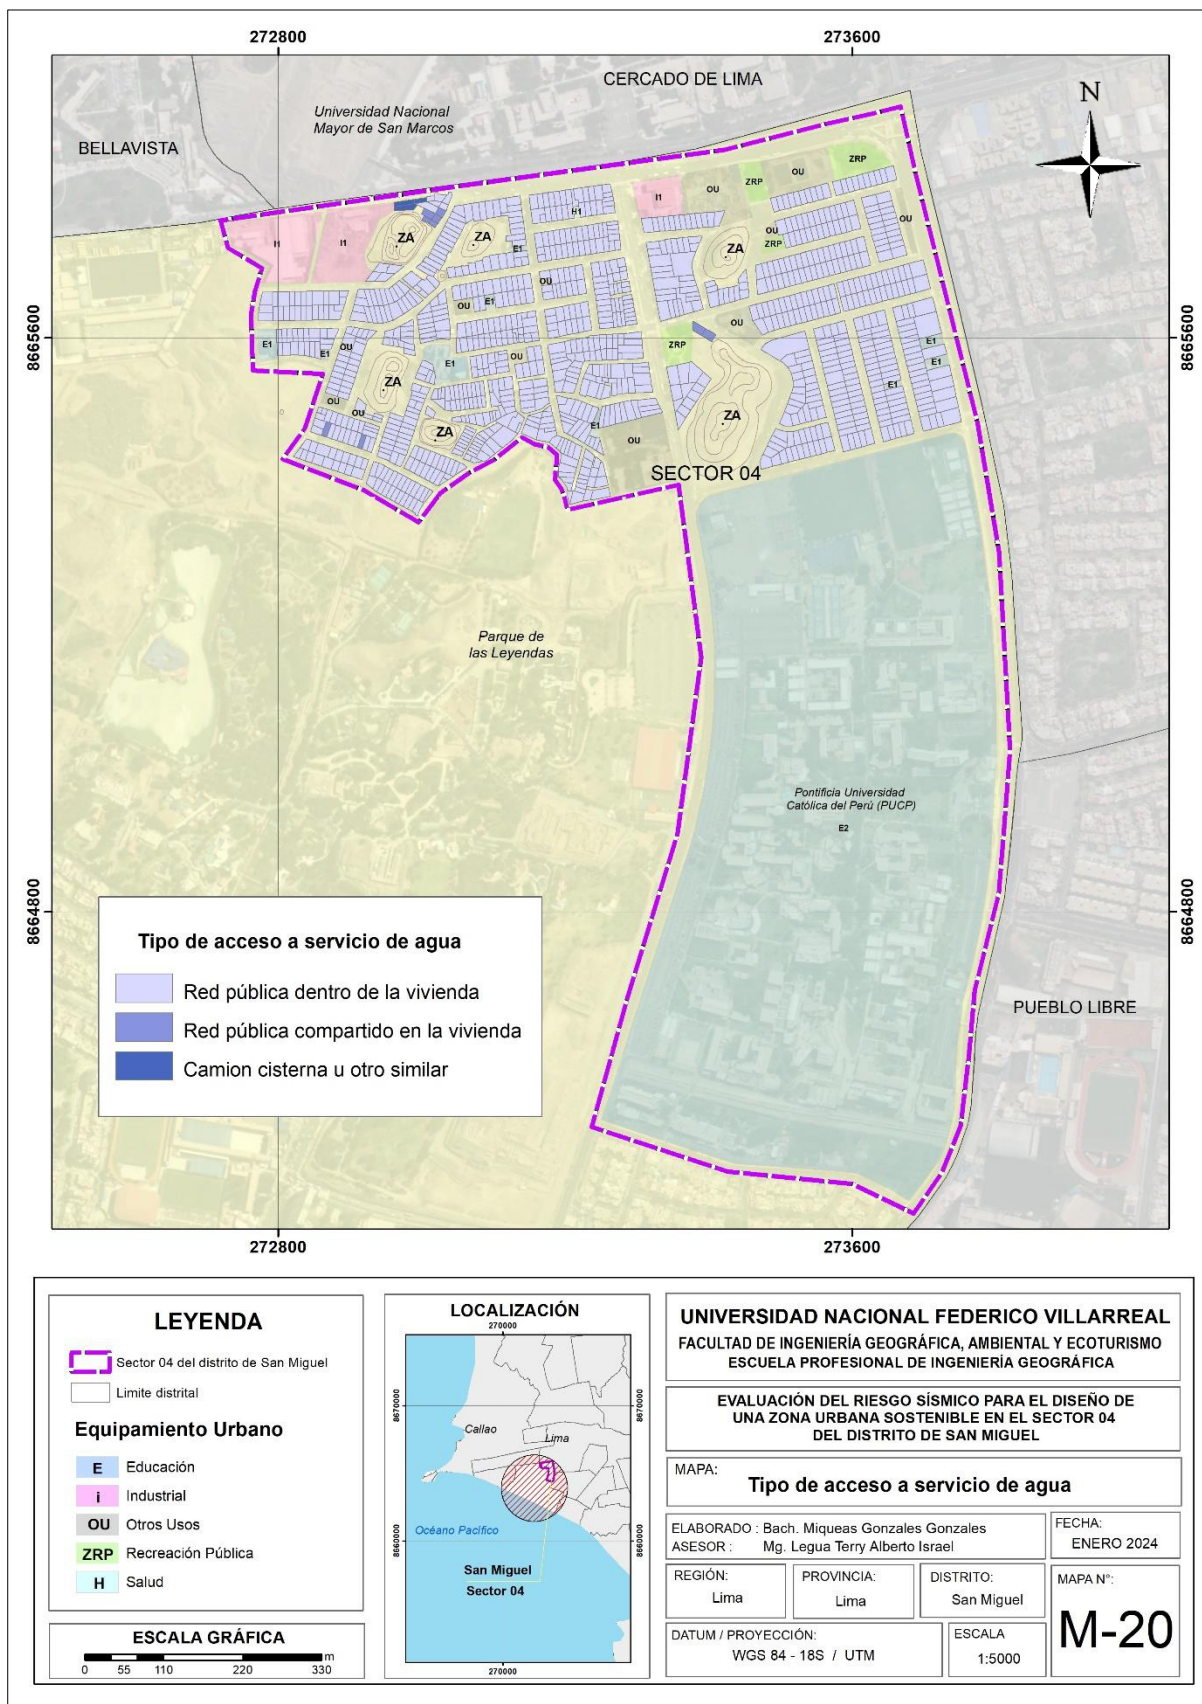 272800
273600
CERCADO DE LIMA
Universidad Nacional
Mayor de San Marcos
N
BELLAVISTA
ZRP
OU
ZRP
OU
I1
H1
OU
OU
ZRP
I1
I1
ZA
ZA
E1
ZA
OU
E1
OU
OU
8665600
8665600
E1
E1
OU
E1
OU
ZRP
E1
E1
E1
ZA
OU
OU
ZA
E1
OU
ZA
SECTOR 04
Parque de
las Leyendas
Pontificia Universidad
Católica del Perú (PUCP)
E2
8664800
8664800
Tipo de acceso a servicio de agua
Red pública dentro de la vivienda
Red pública compartido en la vivienda
Camion cisterna u otro similar
PUEBLO LIBRE
272800
273600
LEYENDA
Sector 04 del distrito de San Miguel
Limite distrital
Equipamiento Urbano
E Educación
i Industrial
OU Otros Usos
ZRP Recreación Pública
H Salud
ESCALA GRÁFICA
m
0 55 110 220 330
LOCALIZACIÓN
270000
8670000
8670000
Callao
Lima
Océano Pacifico
8660000
8660000
San Miguel
Sector 04
270000
UNIVERSIDAD NACIONAL FEDERICO VILLARREAL
FACULTAD DE INGENIERÍA GEOGRÁFICA, AMBIENTAL Y ECOTURISMO
ESCUELA PROFESIONAL DE INGENIERÍA GEOGRÁFICA
EVALUACIÓN DEL RIESGO SÍSMICO PARA EL DISEÑO DE
UNA ZONA URBANA SOSTENIBLE EN EL SECTOR 04
DEL DISTRITO DE SAN MIGUEL
MAPA:
Tipo de acceso a servicio de agua
ELABORADO : Bach. Miqueas Gonzales Gonzales
ASESOR : Mg. Legua Terry Alberto Israel
FECHA:
ENERO 2024
REGIÓN:
Lima
PROVINCIA:
Lima
DISTRITO:
San Miguel
MAPA N°:
M-20
DATUM / PROYECCIÓN:
WGS 84 - 18S / UTM
ESCALA
1:5000